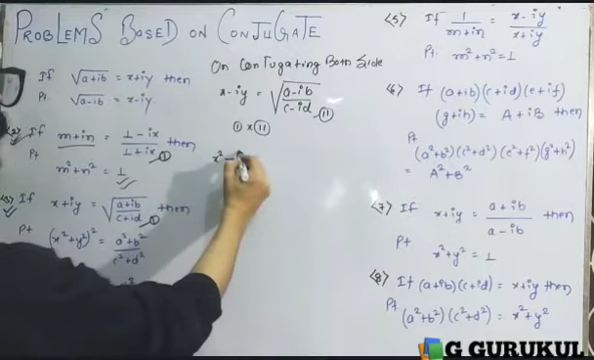 PROBLEMS BASED ON CONJUGATE
If √(a+ib) = x+iy then
Pt. √(a-ib) = x-iy
<2> If m+in = (1-ix)/(1+ix) then
Pt m²+n² = 1
<3> If x+iy = √((a+ib)/(c+id)) ① then
Pt (x²+y²)² = (a²+b²)/(c²+d²)
On Conjugating Both Side
x-iy = √((a-ib)/(c-id)) ⑪
① × ⑪
x² -
<5> If 1/(m+in) = (x-iy)/(x+iy)
Pt. m²+n²=1
<6> If (a+ib)(c+id)(e+if)
(g+ih) = A+iB then
Pt
(a²+b²)(c²+d²)(e²+f²)(g²+h²)
= A²+B²
<7> If x+iy = (a+ib)/(a-ib) then
Pt x²+y² = 1
<8> If (a+ib)(c+id) = x+iy then
Pt (a²+b²)(c²+d²) = x²+y²
G GURUKUL